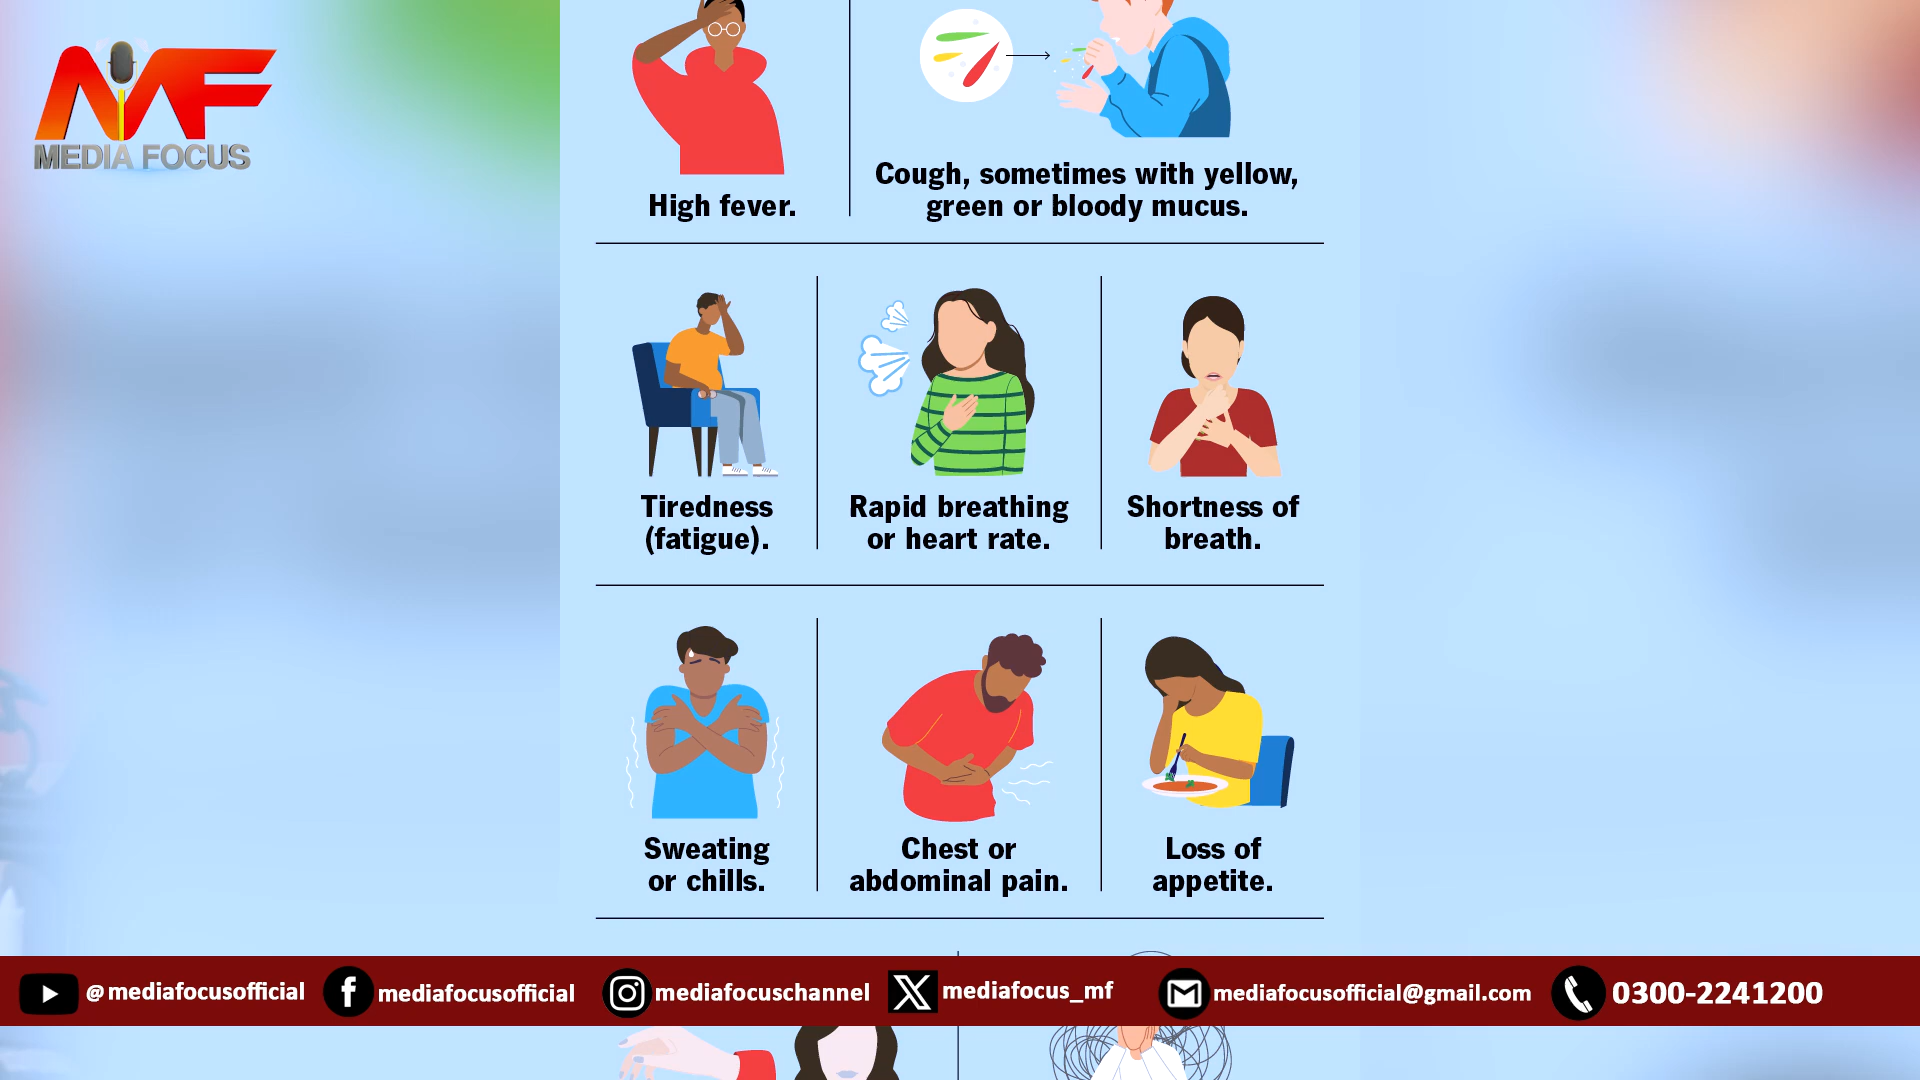 MF
MEDIA FOCUS
High fever.
Cough, sometimes with yellow,
green or bloody mucus.
Tiredness
(fatigue).
Rapid breathing
or heart rate.
Shortness of
breath.
Sweating
or chills.
Chest or
abdominal pain.
Loss of
appetite.
@mediafocusofficial
mediafocusofficial
mediafocuschannel
mediafocus_mf
mediafocusofficial@gmail.com
0300-2241200